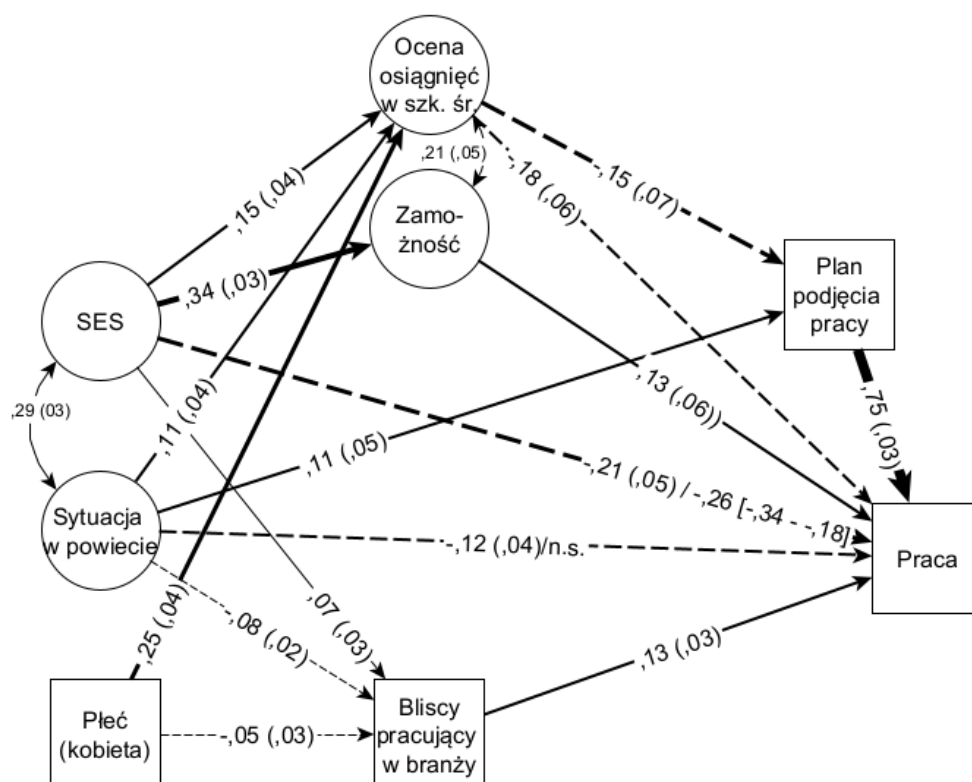 Ocena
osiągnięć
w szk. śr.
,21 (,05)
-,18 (,06)
-,15 (,07)
,15 (,04)
Zamo-
żność
Plan
podjęcia
pracy
,34 (,03)
SES
,13 (,06))
,75 (,03)
,29 (03)
,11 (,04)
,11 (,05)
-,21 (,05) / -,26 [-,34 - -,18]
Sytuacja
w powiecie
-,12 (,04)/n.s.
Praca
,25 (,04)
-,08 (,02)
,07 (,03)
,13 (,03)
Płeć
(kobieta)
-,05 (,03)
Bliscy
pracujący
w branży